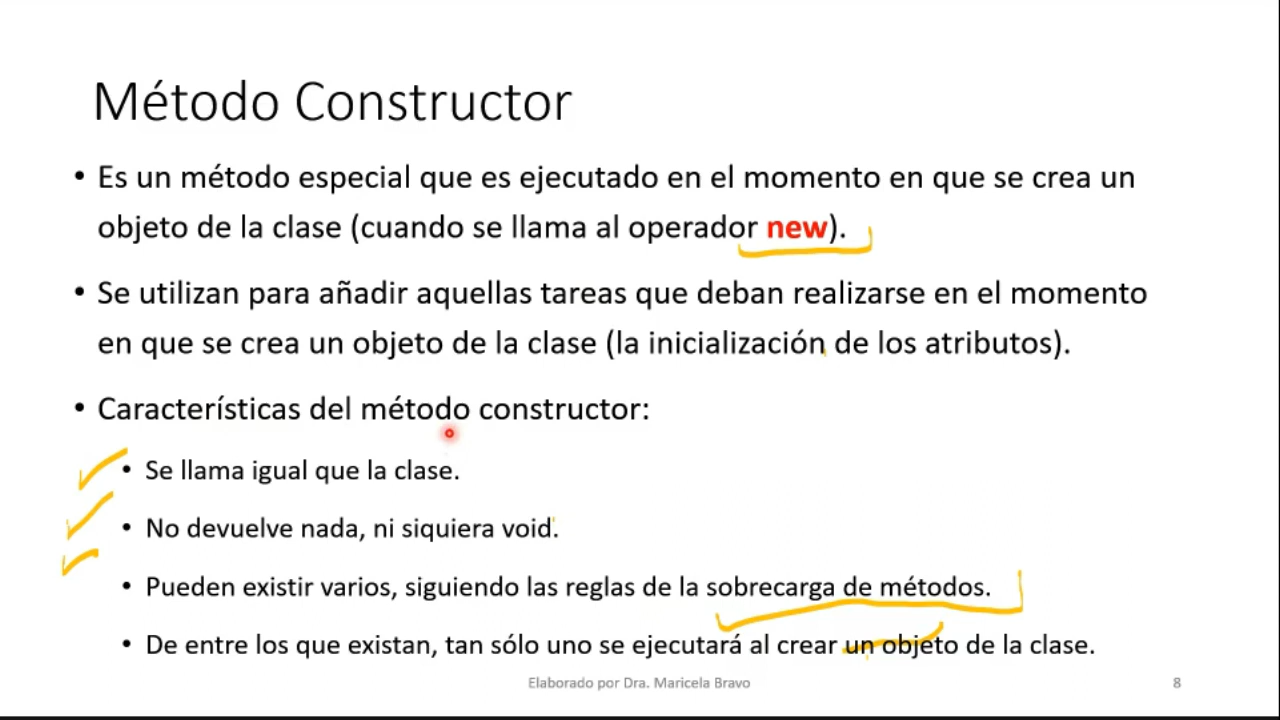 Método Constructor
• Es un método especial que es ejecutado en el momento en que se crea un
objeto de la clase (cuando se llama al operador new).
• Se utilizan para añadir aquellas tareas que deban realizarse en el momento
en que se crea un objeto de la clase (la inicialización de los atributos).
• Características del método constructor:
• Se llama igual que la clase.
• No devuelve nada, ni siquiera void.
• Pueden existir varios, siguiendo las reglas de la sobrecarga de métodos.
• De entre los que existan, tan sólo uno se ejecutará al crear un objeto de la clase.
Elaborado por Dra. Maricela Bravo
8